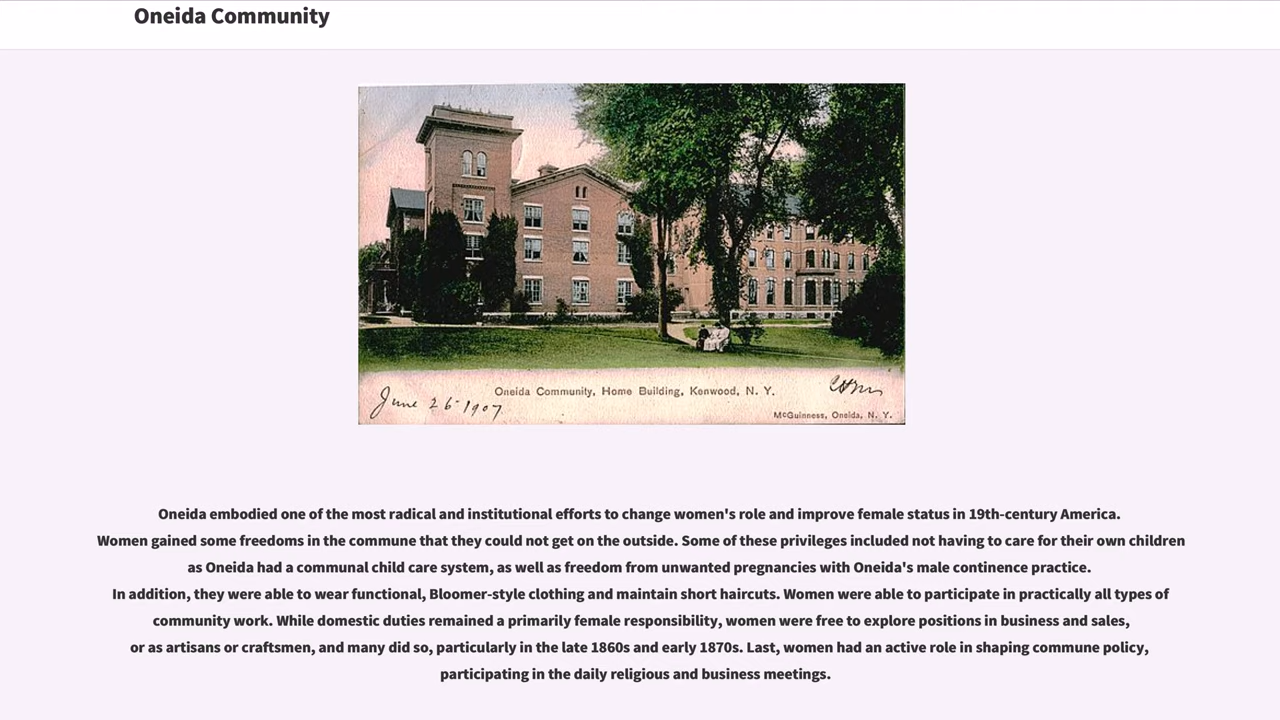 Oneida Community
Oneida Community, Home Building, Kenwood, N. Y.
June 26 1907.
McGuinness, Oneida, N. Y.
Oneida embodied one of the most radical and institutional efforts to change women's role and improve female status in 19th-century America.
Women gained some freedoms in the commune that they could not get on the outside. Some of these privileges included not having to care for their own children
as Oneida had a communal child care system, as well as freedom from unwanted pregnancies with Oneida's male continence practice.
In addition, they were able to wear functional, Bloomer-style clothing and maintain short haircuts. Women were able to participate in practically all types of
community work. While domestic duties remained a primarily female responsibility, women were free to explore positions in business and sales,
or as artisans or craftsmen, and many did so, particularly in the late 1860s and early 1870s. Last, women had an active role in shaping commune policy,
participating in the daily religious and business meetings.